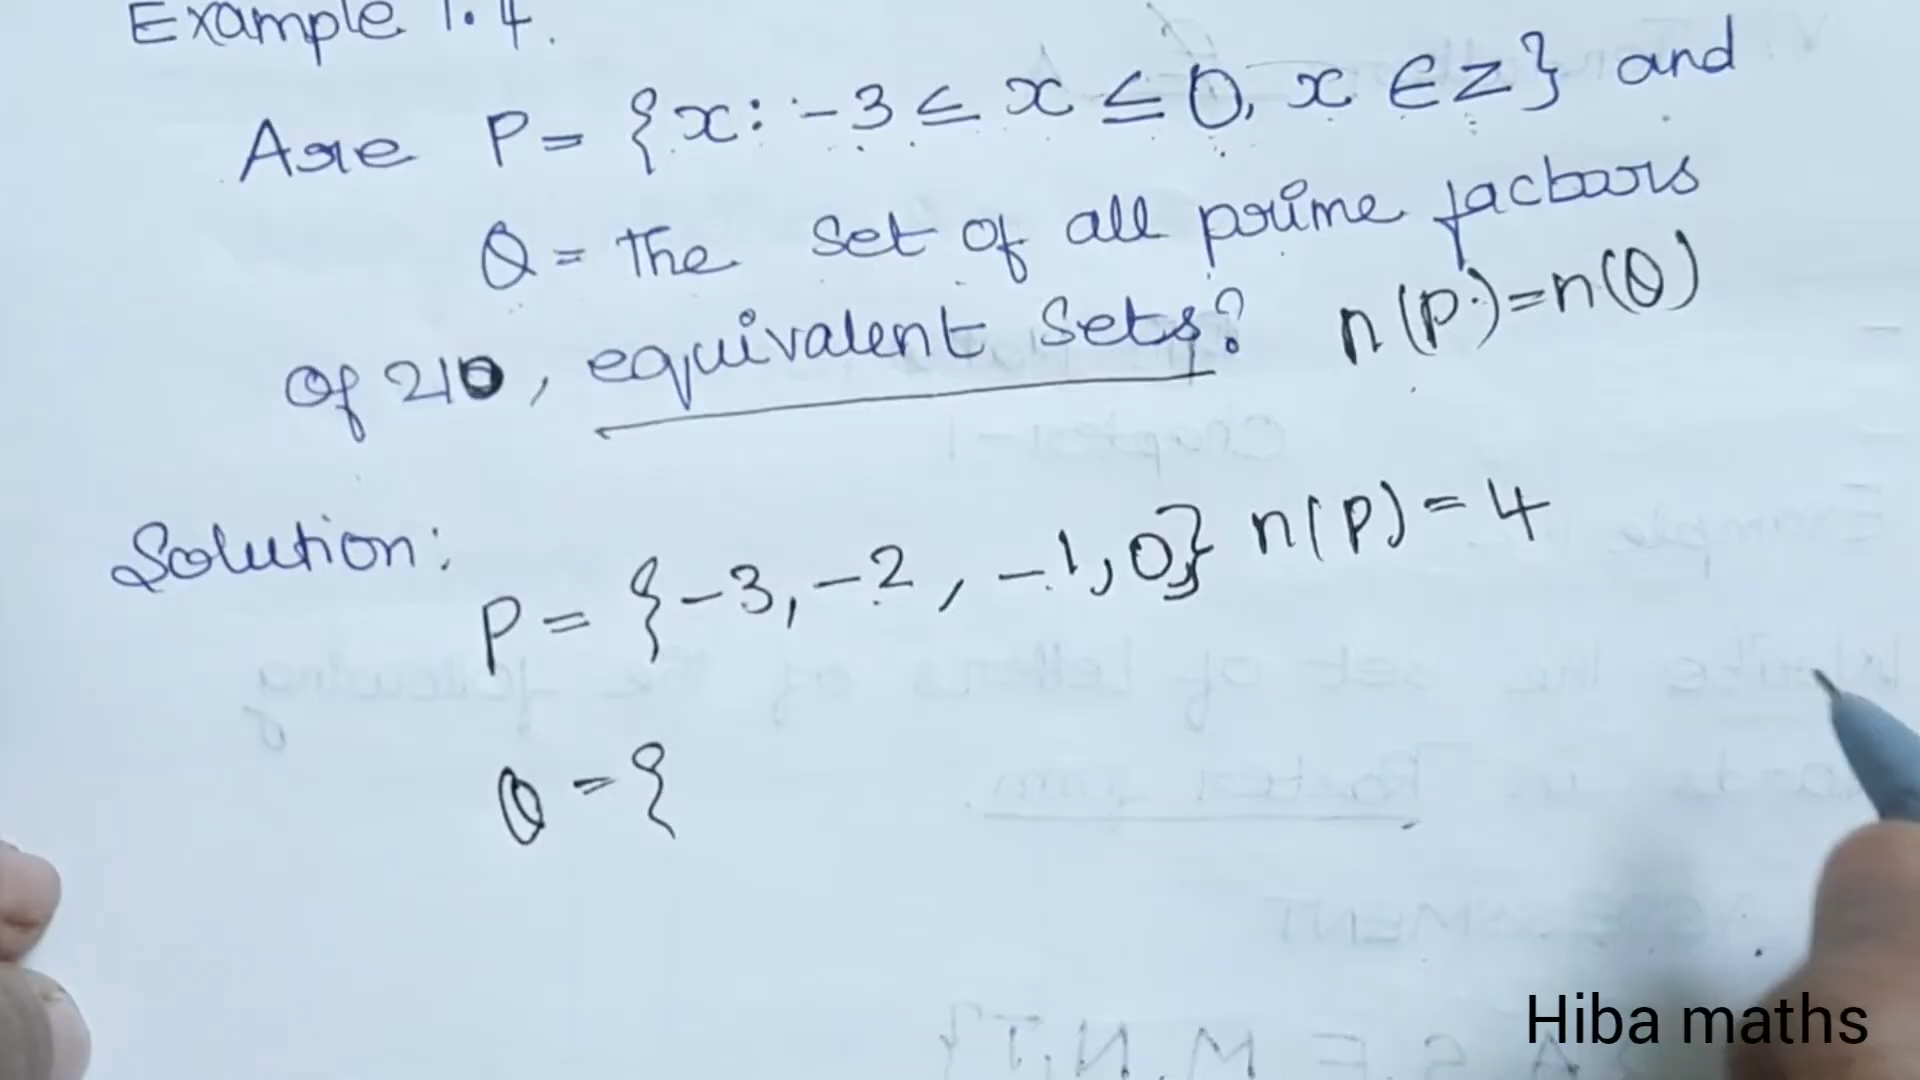 Example 1.4.
Are P = {x: -3 ≤ x ≤ 0, x ∈ Z} and
Q = The set of all prime factors
of 210, equivalent sets? n(P) = n(Q)
Solution:
P = {-3, -2, -1, 0} n(P) = 4
Q = {
Hiba maths